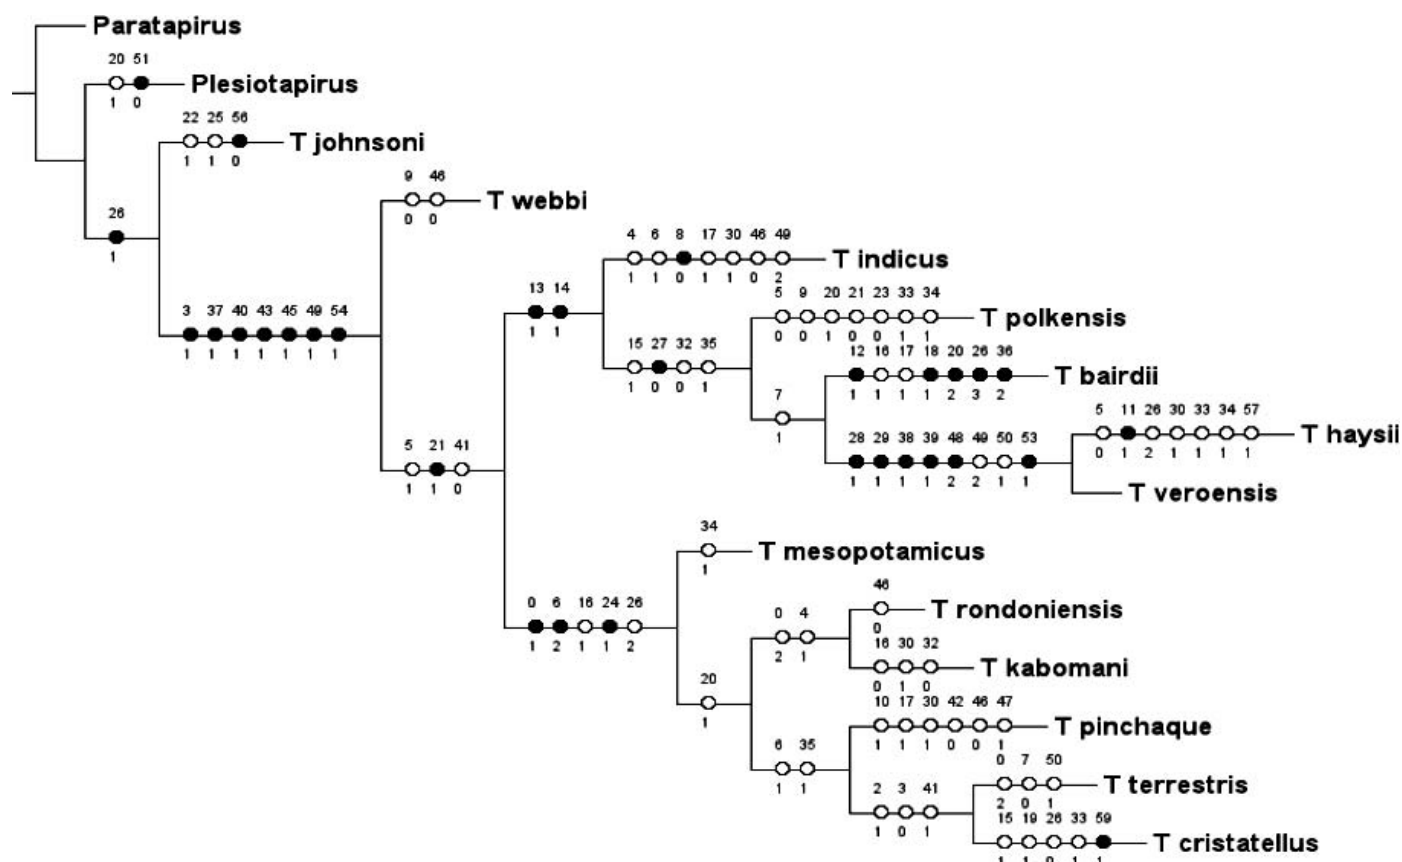 Paratapirus
20 51
Plesiotapirus
1 0
22 25 56
T johnsoni
1 1 0
9 46
T webbi
0 0
26
1
4 6 8 17 30 46 49
T indicus
1 1 0 1 1 0 2
13 14
1 1
5 9 20 21 23 33 34
T polkensis
0 0 1 0 0 1 1
3 37 40 43 45 49 54
1 1 1 1 1 1 1
15 27 32 35
1 0 0 1
12 16 17 18 20 26 36
T bairdii
1 1 1 1 2 3 2
7
1
5 11 26 30 33 34 57
T haysii
0 1 2 1 1 1 1
28 29 38 39 48 49 50 53
1 1 1 1 2 2 1 1
5 21 41
1 1 0
T veroensis
34
T mesopotamicus
1
46
T rondoniensis
0
0 6 16 24 26
1 2 1 1 2
0 4
2 1
16 30 32
T kabomani
0 1 0
20
1
10 17 30 42 46 47
T pinchaque
1 1 1 0 0 1
6 35
1 1
0 7 50
T terrestris
2 0 1
2 3 41
1 0 1
15 19 26 33 59
T cristatellus
1 1 0 1 1